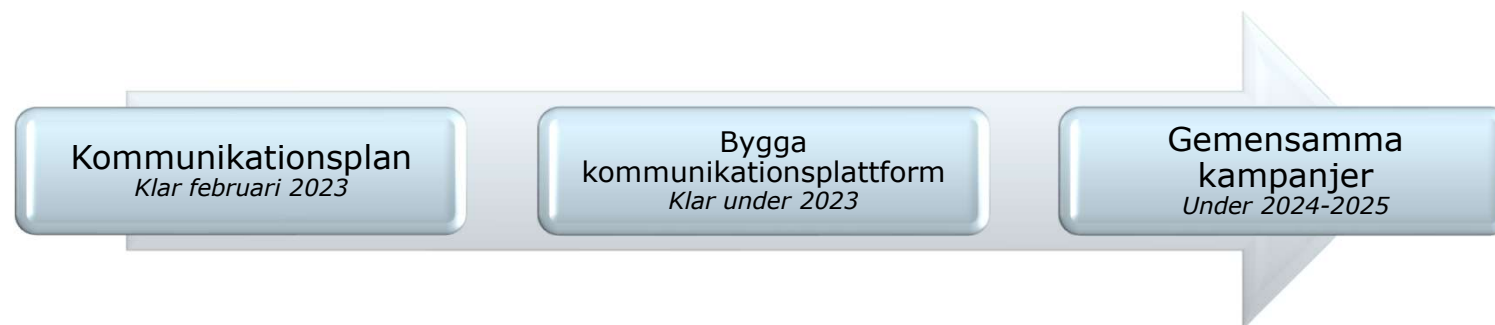 Kommunikationsplan
Klar februari 2023
Bygga
kommunikationsplattform
Klar under 2023
Gemensamma
kampanjer
Under 2024-2025